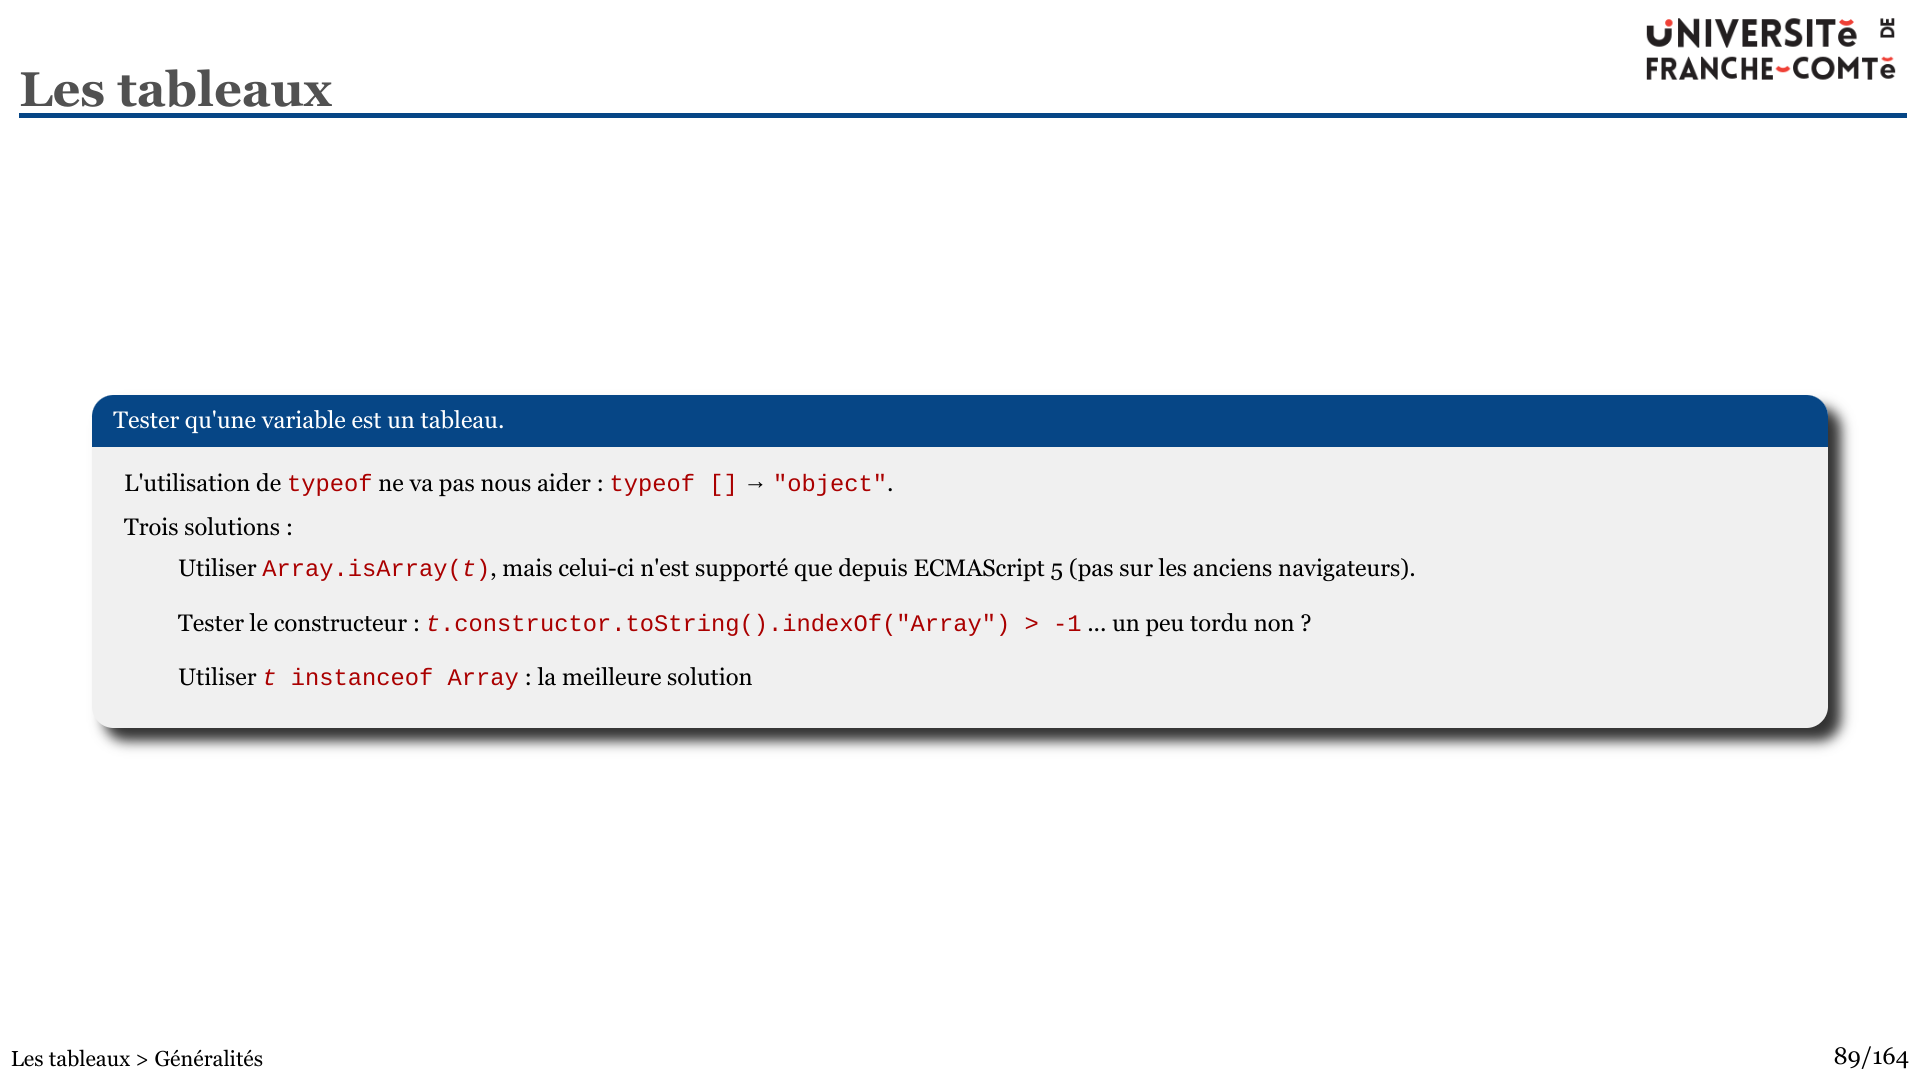 UNIVERSITĕ DE
FRANCHE-COMTĕ
Les tableaux
Tester qu'une variable est un tableau.
L'utilisation de typeof ne va pas nous aider : typeof [] → "object".
Trois solutions :
Utiliser Array.isArray(t), mais celui-ci n'est supporté que depuis ECMAScript 5 (pas sur les anciens navigateurs).
Tester le constructeur : t.constructor.toString().indexOf("Array") > -1 ... un peu tordu non ?
Utiliser t instanceof Array : la meilleure solution
Les tableaux > Généralités
89/164